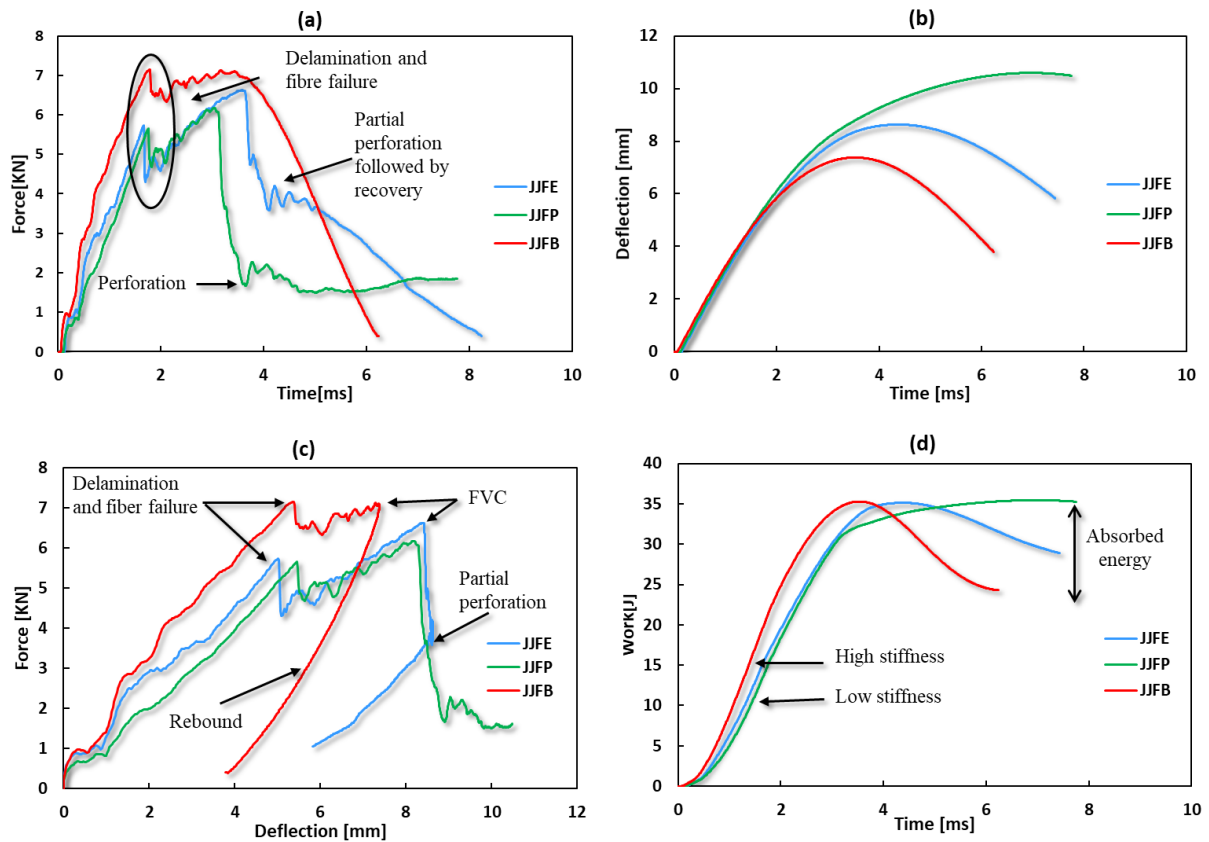 (a)
8
7
6
5
4
3
2
1
0
Force[KN]
0 2 4 6 8 10
Time[ms]
Delamination and
fibre failure
Partial
perforation
followed by
recovery
Perforation
JJFE
JJFP
JJFB
(b)
12
10
8
6
4
2
0
Deflection [mm]
0 2 4 6 8 10
Time [ms]
JJFE
JJFP
JJFB
(c)
8
7
6
5
4
3
2
1
0
Force [KN]
0 2 4 6 8 10 12
Deflection [mm]
Delamination
and fiber failure
FVC
Partial
perforation
Rebound
JJFE
JJFP
JJFB
(d)
40
35
30
25
20
15
10
5
0
Work[J]
0 2 4 6 8 10
Time [ms]
Absorbed
energy
High stiffness
Low stiffness
JJFE
JJFP
JJFB